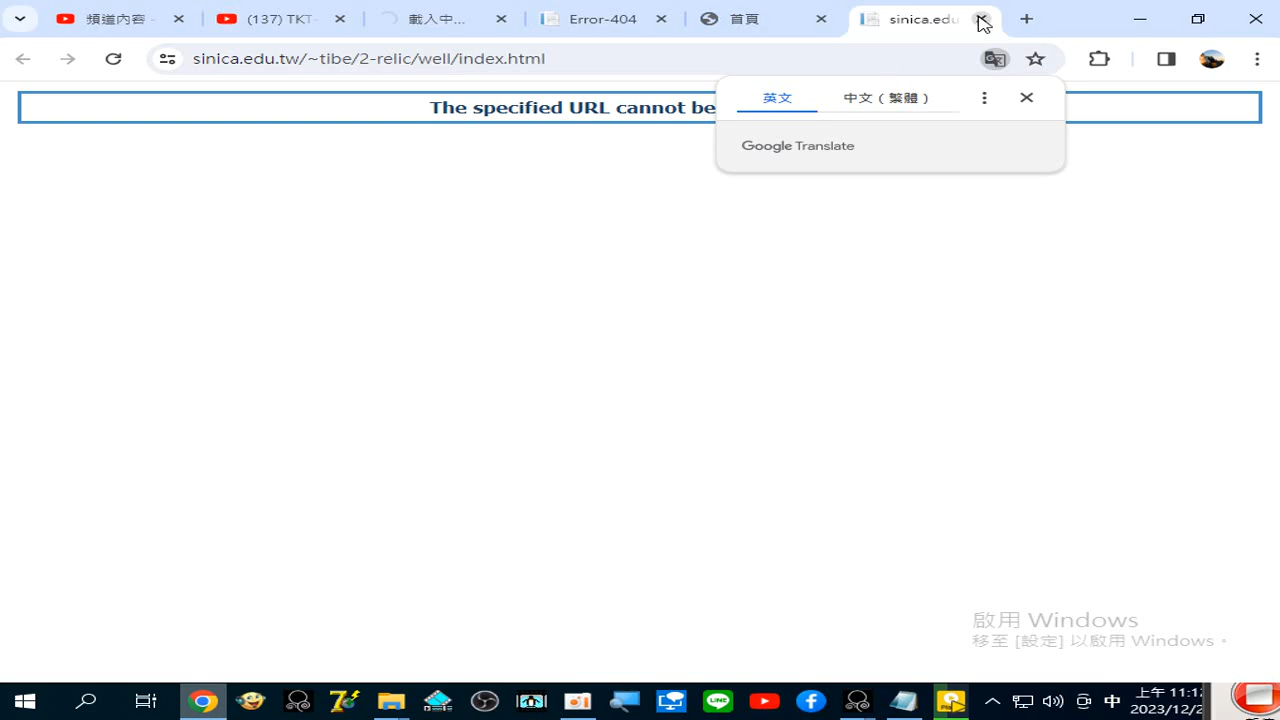 頻道內容
(137) TKT
載入中...
Error-404
首頁
sinica.edu
sinica.edu.tw/~tibe/2-relic/well/index.html
The specified URL cannot be
英文
中文（繁體）
Google Translate
啟用 Windows
移至 [設定] 以啟用 Windows。
中
上午 11:12
2023/12/2